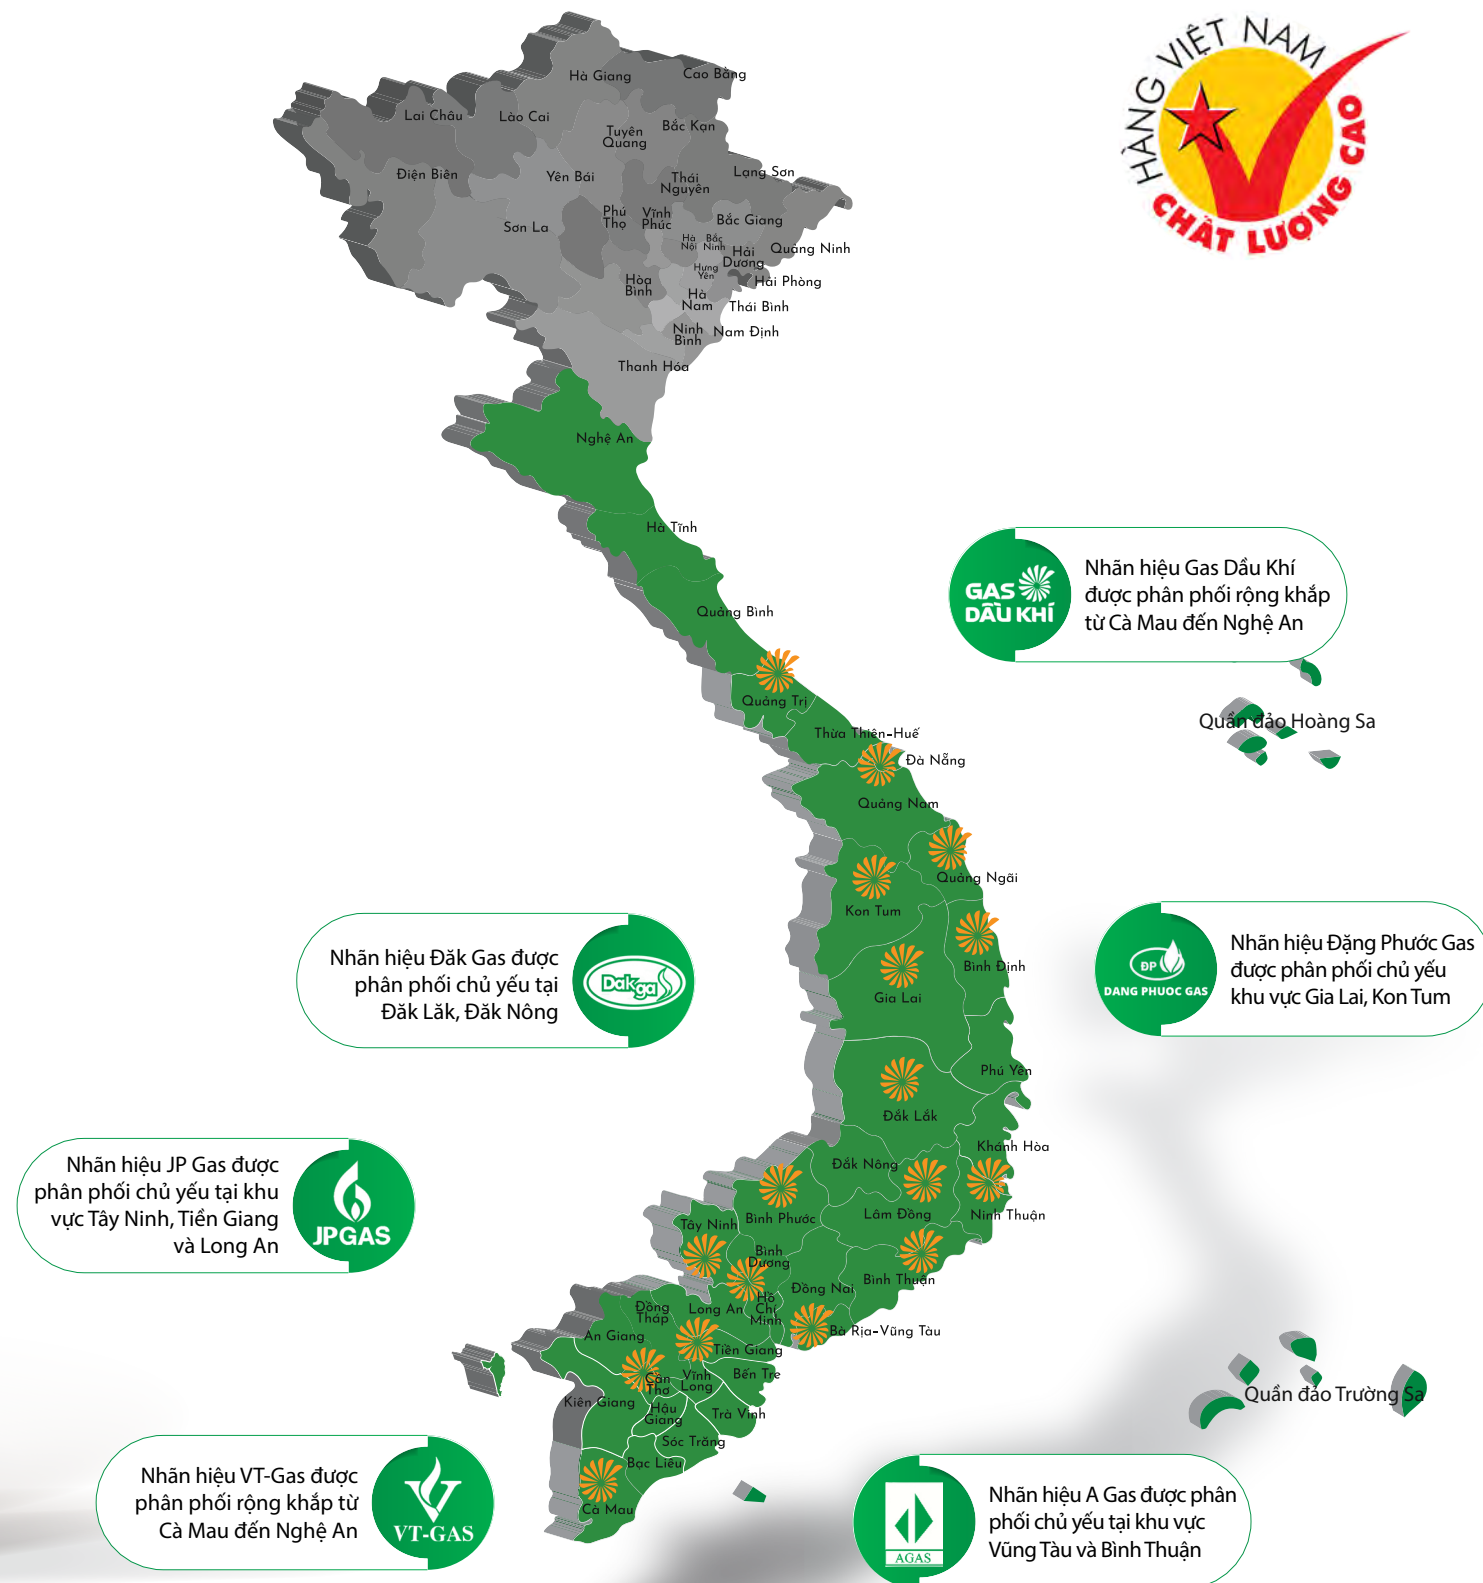 HÀNG VIỆT NAM
CHẤT LƯỢNG CAO
Hà Giang
Cao Bằng
Lai Châu
Lào Cai
Tuyên
Quang
Bắc Kạn
Điện Biên
Yên Bái
Thái
Nguyên
Lạng Sơn
Sơn La
Phú
Thọ
Vĩnh
Phúc
Bắc Giang
Hà
Nội
Bắc
Ninh
Hải
Dương
Quảng Ninh
Hưng
Yên
Hòa
Bình
Hải Phòng
Hà
Nam
Thái Bình
Ninh
Bình
Nam Định
Thanh Hóa
Nghệ An
Hà Tĩnh
GAS
DẦU KHÍ
Nhãn hiệu Gas Dầu Khí
được phân phối rộng khắp
từ Cà Mau đến Nghệ An
Quảng Bình
Quảng Trị
Quần đảo Hoàng Sa
Thừa Thiên-Huế
Đà Nẵng
Quảng Nam
Quảng Ngãi
Kon Tum
Bình Định
Gia Lai
Nhãn hiệu Đăk Gas được
phân phối chủ yếu tại
Đăk Lăk, Đăk Nông
Dakgas
ĐP
DANG PHUOC GAS
Nhãn hiệu Đặng Phước Gas
được phân phối chủ yếu
khu vực Gia Lai, Kon Tum
Phú Yên
Đắk Lắk
Khánh Hòa
Đắk Nông
Nhãn hiệu JP Gas được
phân phối chủ yếu tại khu
vực Tây Ninh, Tiền Giang
và Long An
JPGAS
Tây Ninh
Bình Phước
Lâm Đồng
Ninh Thuận
Bình
Dương
Bình Thuận
Đồng Nai
Đồng
Tháp
Long An
Hồ
Chí
Minh
Bà Rịa-Vũng Tàu
An Giang
Tiền Giang
Cần
Thơ
Vĩnh
Long
Bến Tre
Kiên Giang
Hậu
Giang
Trà Vinh
Sóc Trăng
Bạc Liêu
Cà Mau
Quần đảo Trường Sa
Nhãn hiệu VT-Gas được
phân phối rộng khắp từ
Cà Mau đến Nghệ An
VT-GAS
AGAS
Nhãn hiệu A Gas được phân
phối chủ yếu tại khu vực
Vũng Tàu và Bình Thuận